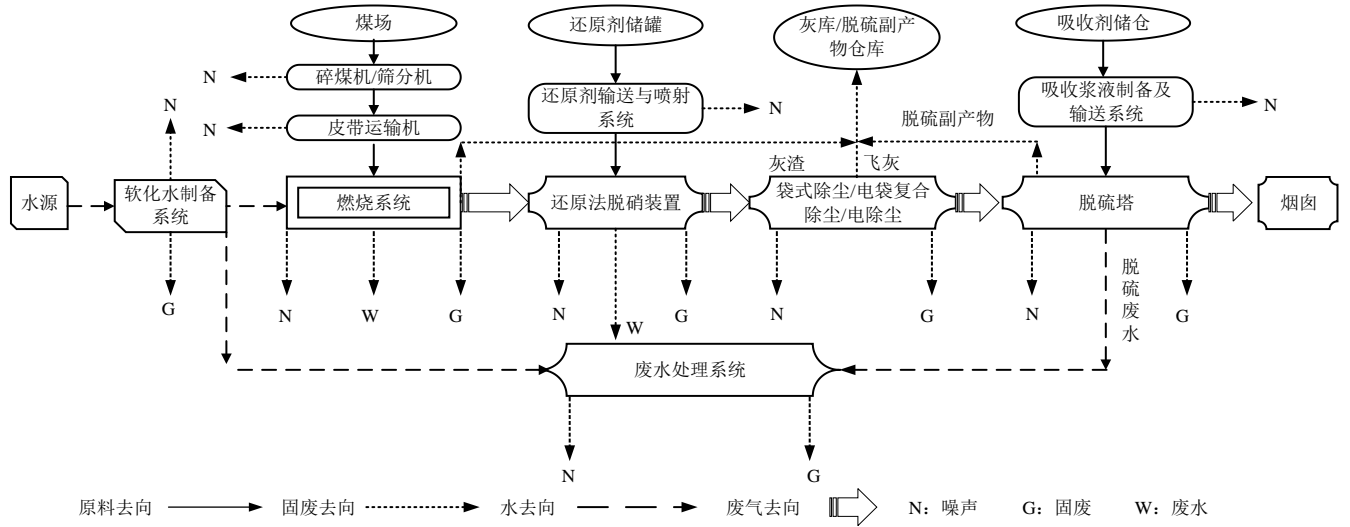 煤场
还原剂储罐
灰库/脱硫副产
物仓库
吸收剂储仓
N
碎煤机/筛分机
N
皮带运输机
N
还原剂输送与喷射
系统
N
吸收浆液制备及
输送系统
N
脱硫副产物
灰渣
飞灰
水源
软化水制备
系统
燃烧系统
还原法脱硝装置
袋式除尘/电袋复合
除尘/电除尘
脱硫塔
烟囱
G
N
W
G
N
W
G
N
G
N
脱硫废水
G
废水处理系统
N
G
原料去向
固废去向
水去向
废气去向
N：噪声
G：固废
W：废水